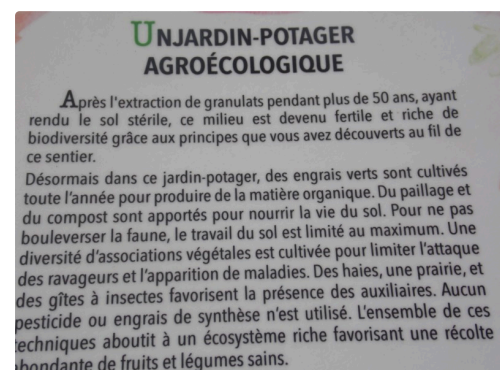 UNJARDIN-POTAGER
AGROÉCOLOGIQUE
Après l'extraction de granulats pendant plus de 50 ans, ayant
rendu le sol stérile, ce milieu est devenu fertile et riche de
biodiversité grâce aux principes que vous avez découverts au fil de
ce sentier.
Désormais dans ce jardin-potager, des engrais verts sont cultivés
toute l'année pour produire de la matière organique. Du paillage et
du compost sont apportés pour nourrir la vie du sol. Pour ne pas
bouleverser la faune, le travail du sol est limité au maximum. Une
diversité d'associations végétales est cultivée pour limiter l'attaque
des ravageurs et l'apparition de maladies. Des haies, une prairie, et
des gîtes à insectes favorisent la présence des auxiliaires. Aucun
pesticide ou engrais de synthèse n'est utilisé. L'ensemble de ces
techniques aboutit à un écosystème riche favorisant une récolte
abondante de fruits et légumes sains.